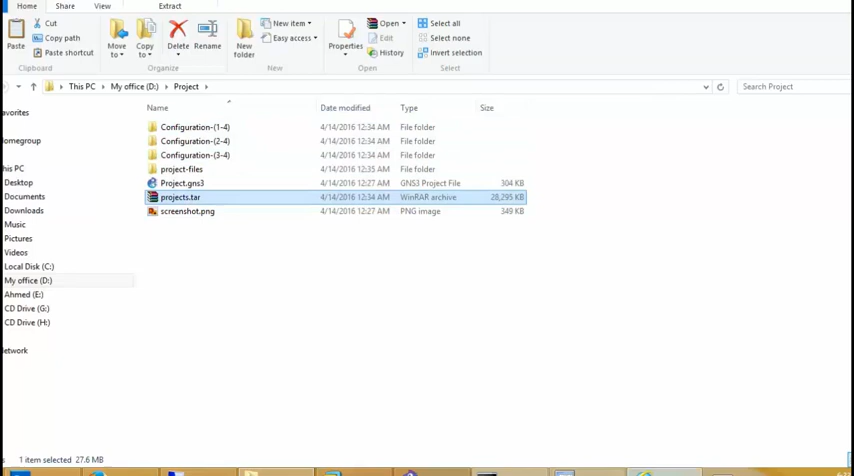 Home Share View Extract
Cut
Copy path
Paste shortcut
Paste
Clipboard
Move to
Copy to
Delete
Rename
Organize
New folder
New item
Easy access
New
Properties
Open
Edit
History
Open
Select all
Select none
Invert selection
Select
This PC My office (D:) Project
Search Project
Name Date modified Type Size
Configuration-(1-4) 4/14/2016 12:34 AM File folder
Configuration-(2-4) 4/14/2016 12:34 AM File folder
Configuration-(3-4) 4/14/2016 12:34 AM File folder
project-files 4/14/2016 12:35 AM File folder
Project.gns3 4/14/2016 12:27 AM GNS3 Project File 304 KB
projects.tar 4/14/2016 12:34 AM WinRAR archive 28,295 KB
screenshot.png 4/14/2016 12:27 AM PNG image 349 KB
avorites
omegroup
his PC
Desktop
Documents
Downloads
Music
Pictures
Videos
Local Disk (C:)
My office (D:)
Ahmed (E:)
CD Drive (G:)
CD Drive (H:)
etwork
s 1 item selected 27.6 MB